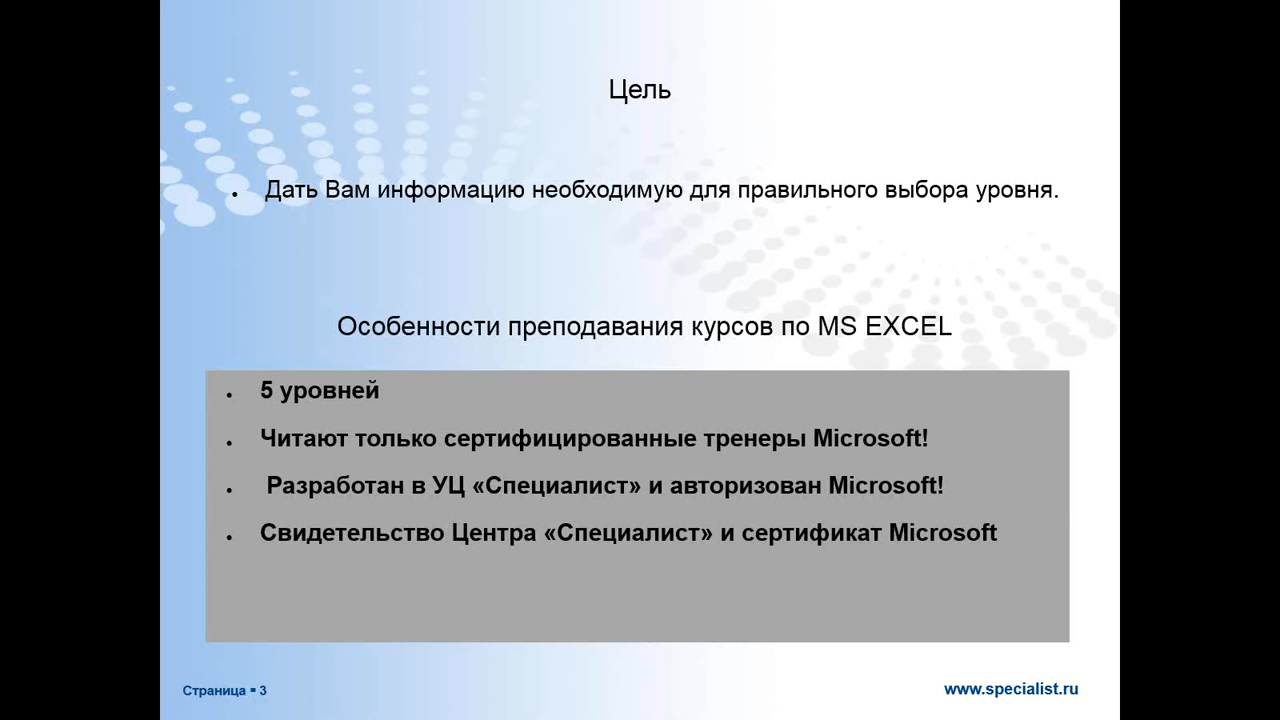 Цель
• Дать Вам информацию необходимую для правильного выбора уровня.
Особенности преподавания курсов по MS EXCEL
• 5 уровней
• Читают только сертифицированные тренеры Microsoft!
• Разработан в УЦ «Специалист» и авторизован Microsoft!
• Свидетельство Центра «Специалист» и сертификат Microsoft
Страница ▪ 3
www.specialist.ru